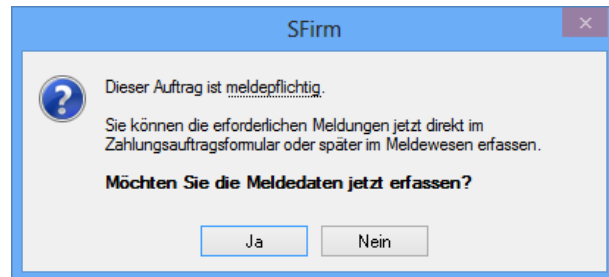 SFirm
Dieser Auftrag ist meldepflichtig.
Sie können die erforderlichen Meldungen jetzt direkt im
Zahlungsauftragsformular oder später im Meldewesen erfassen.
Möchten Sie die Meldedaten jetzt erfassen?
Ja
Nein